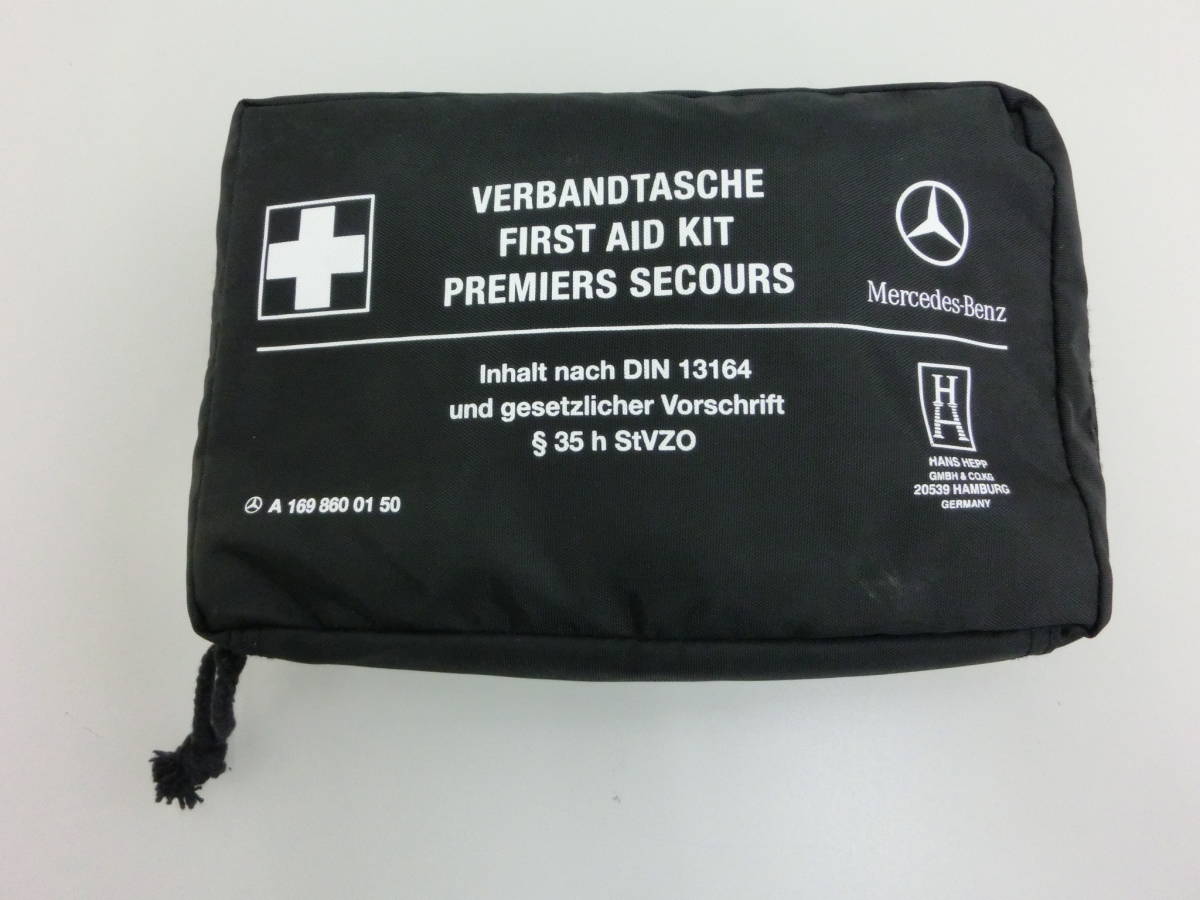 VERBANDTASCHE
FIRST AID KIT
PREMIERS SECOURS
Mercedes-Benz
Inhalt nach DIN 13164
und gesetzlicher Vorschrift
§ 35 h StVZO
A 169 860 01 50
H
H
HANS HEPP
GMBH & CO.KG
20539 HAMBURG
GERMANY